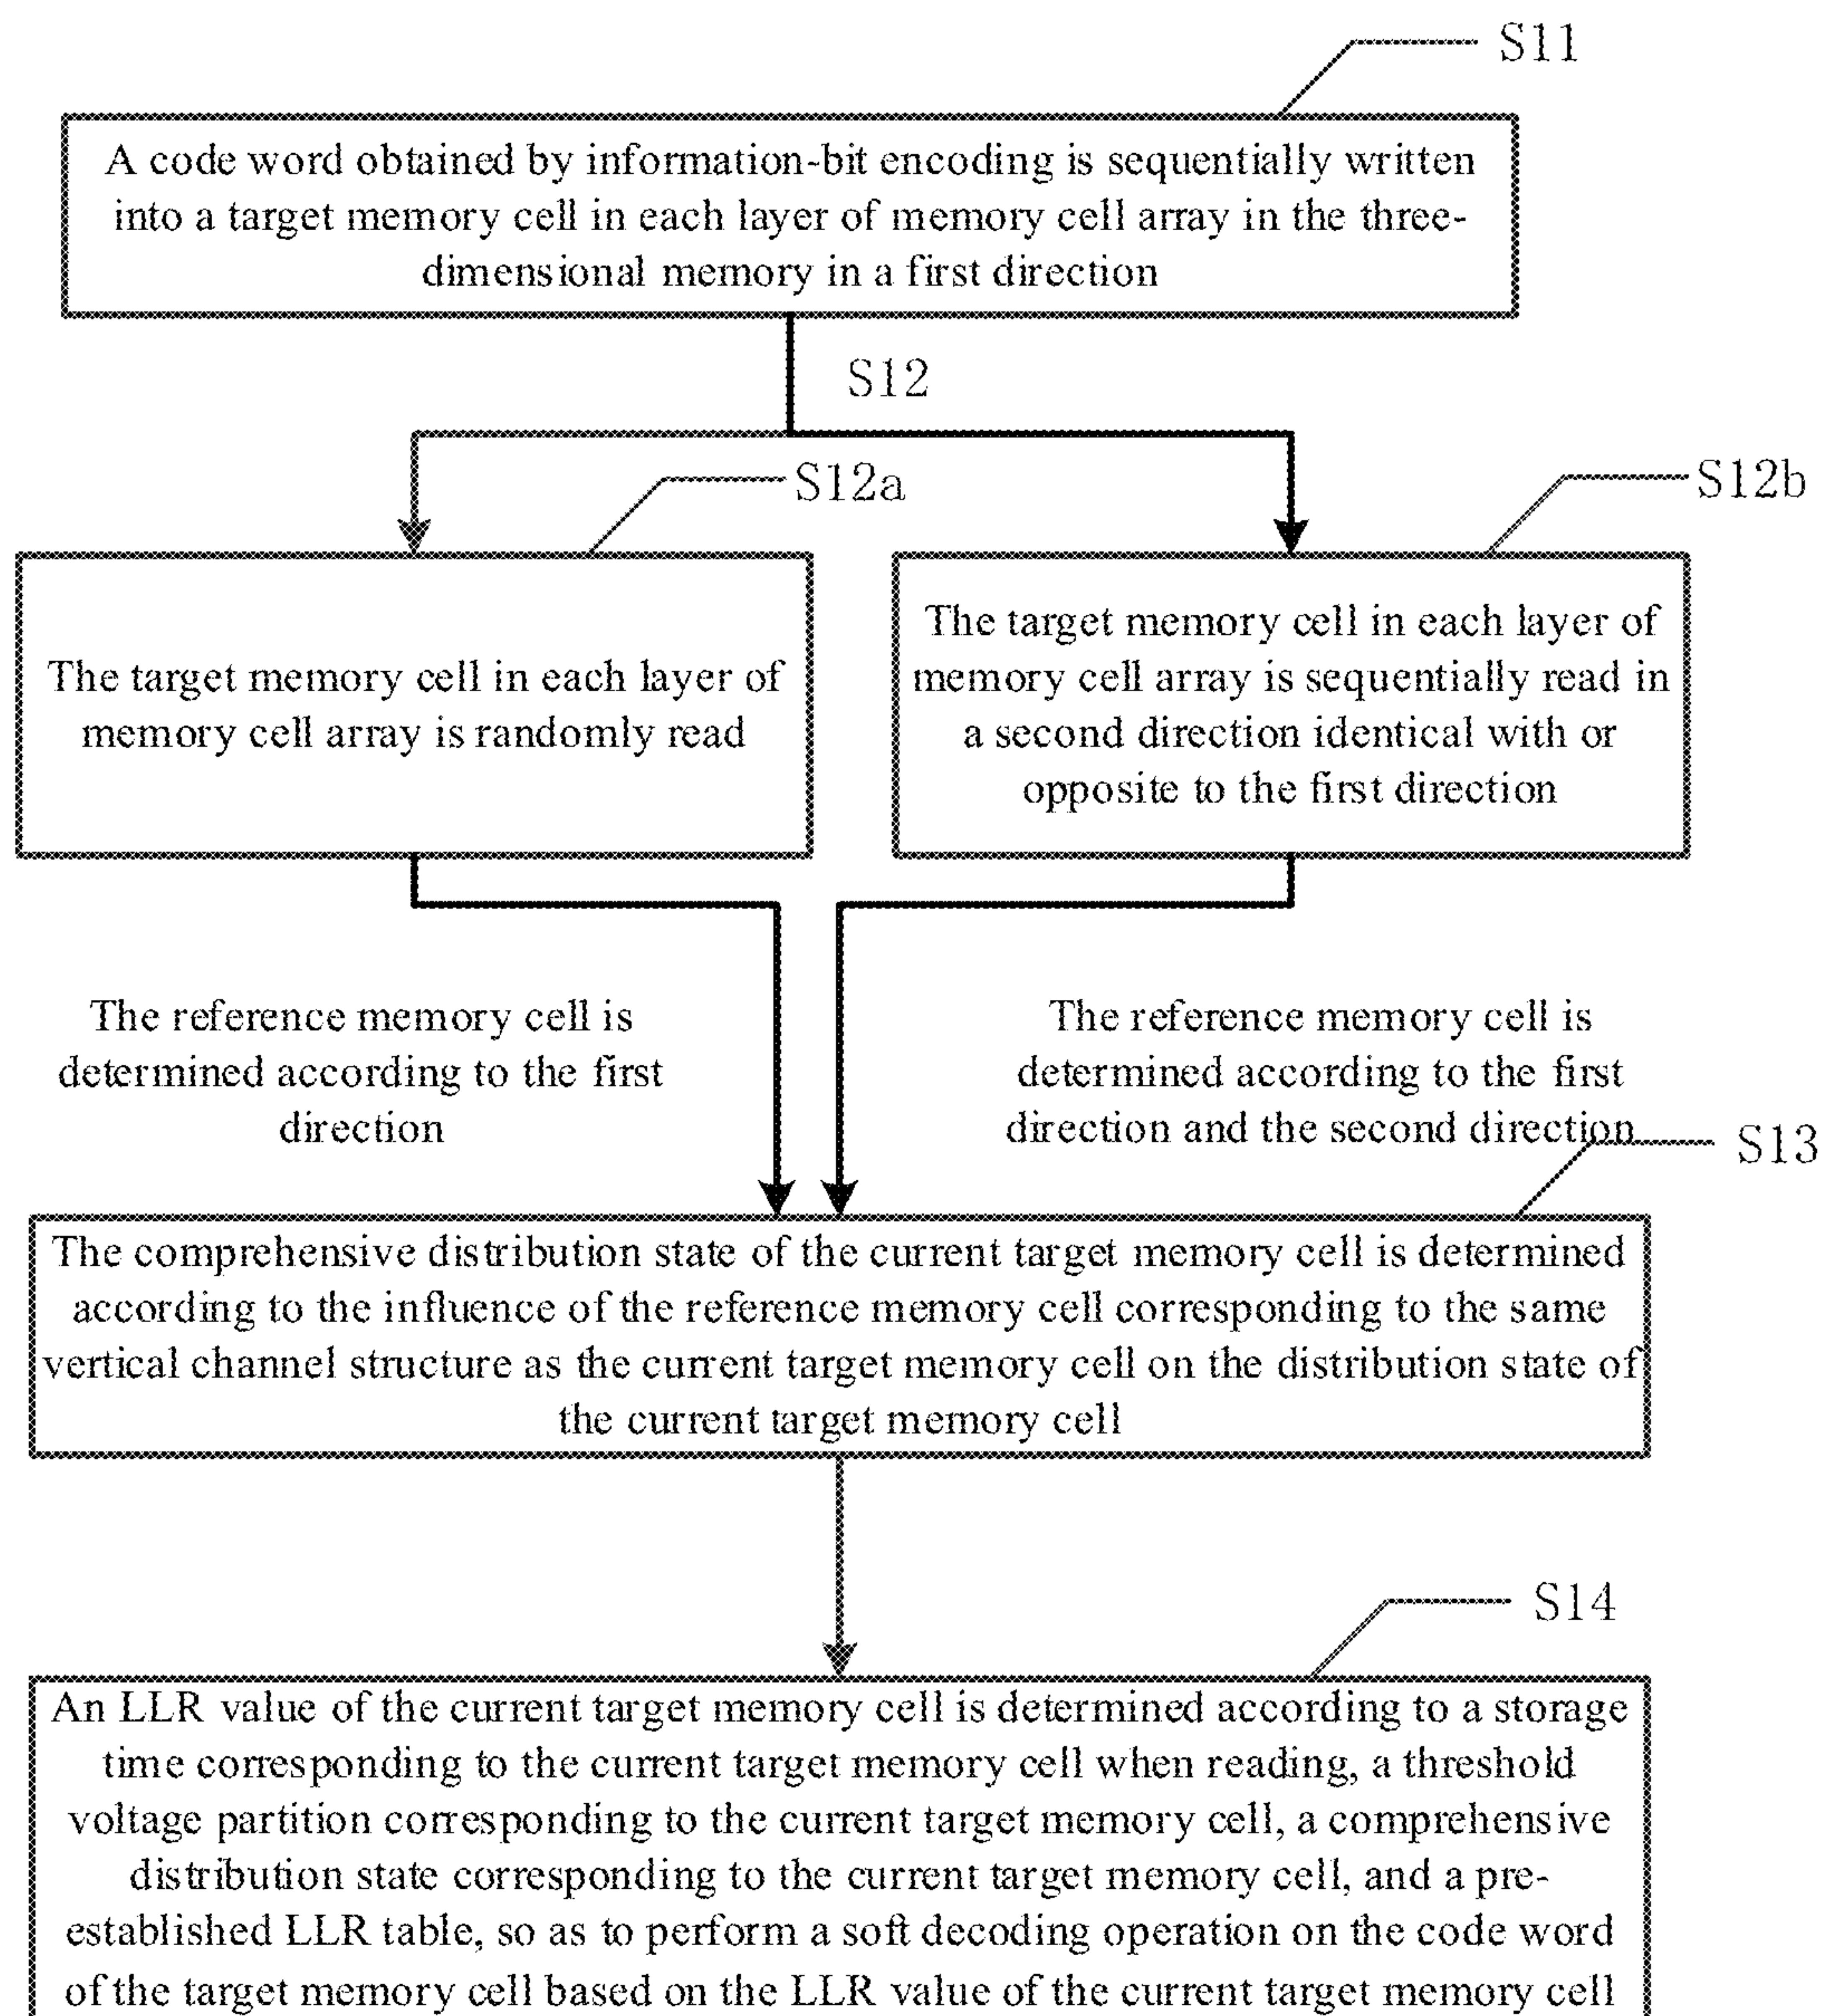 S11
A code word obtained by information-bit encoding is sequentially written
into a target memory cell in each layer of memory cell array in the three-
dimensional memory in a first direction
S12
S12a
S12b
The target memory cell in each layer of
memory cell array is randomly read
The target memory cell in each layer of
memory cell array is sequentially read in
a second direction identical with or
opposite to the first direction
The reference memory cell is
determined according to the first
direction
The reference memory cell is
determined according to the first
direction and the second direction
S13
The comprehensive distribution state of the current target memory cell is determined
according to the influence of the reference memory cell corresponding to the same
vertical channel structure as the current target memory cell on the distribution state of
the current target memory cell
S14
An LLR value of the current target memory cell is determined according to a storage
time corresponding to the current target memory cell when reading, a threshold
voltage partition corresponding to the current target memory cell, a comprehensive
distribution state corresponding to the current target memory cell, and a pre-
established LLR table, so as to perform a soft decoding operation on the code word
of the target memory cell based on the LLR value of the current target memory cell